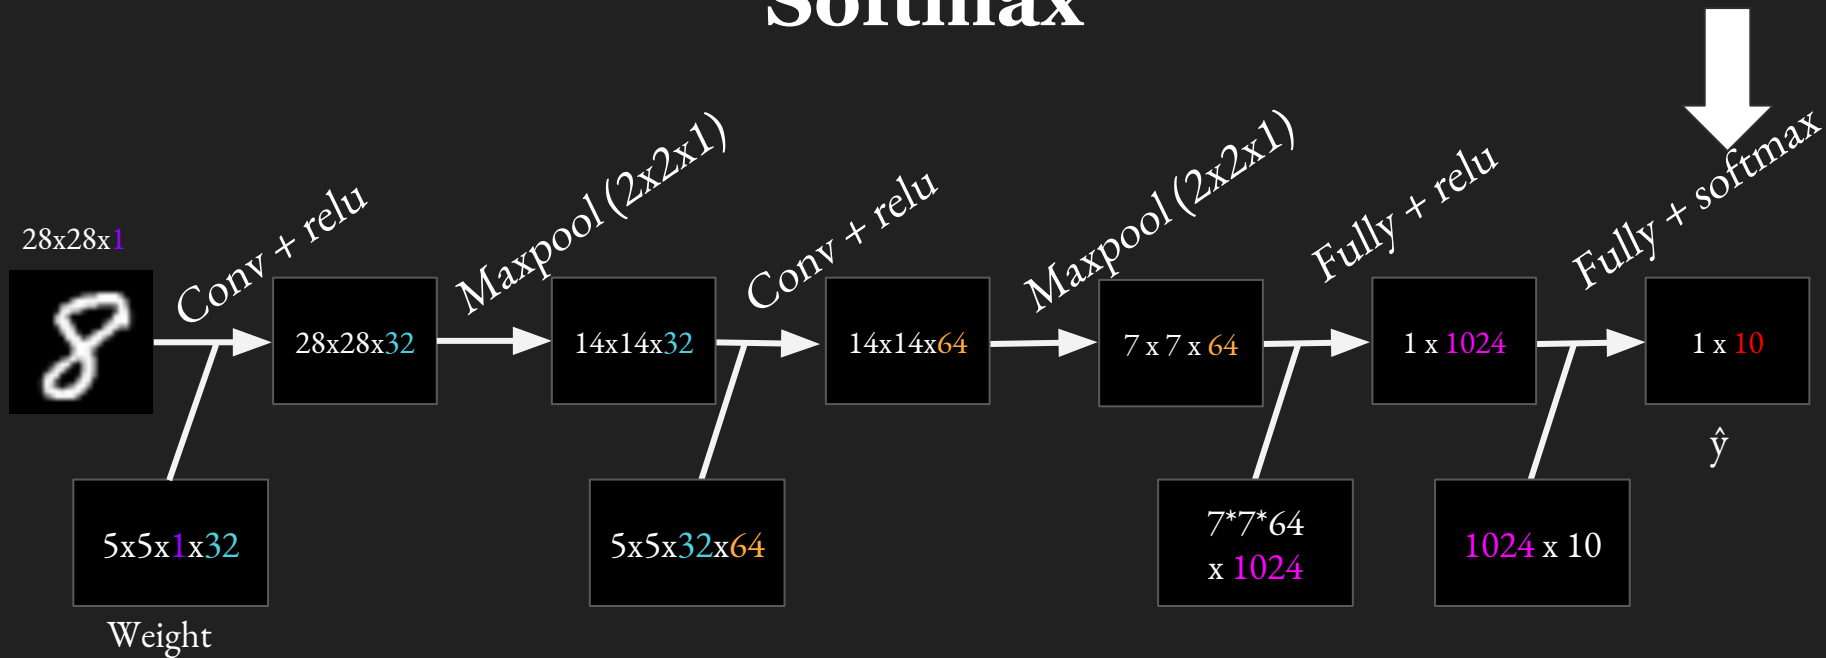 Softmax
28x28x1
Conv + relu
28x28x32
Maxpool (2x2x1)
14x14x32
Conv + relu
14x14x64
Maxpool (2x2x1)
7 x 7 x 64
Fully + relu
1 x 1024
Fully + softmax
1 x 10
ŷ
5x5x1x32
Weight
5x5x32x64
7*7*64
x 1024
1024 x 10